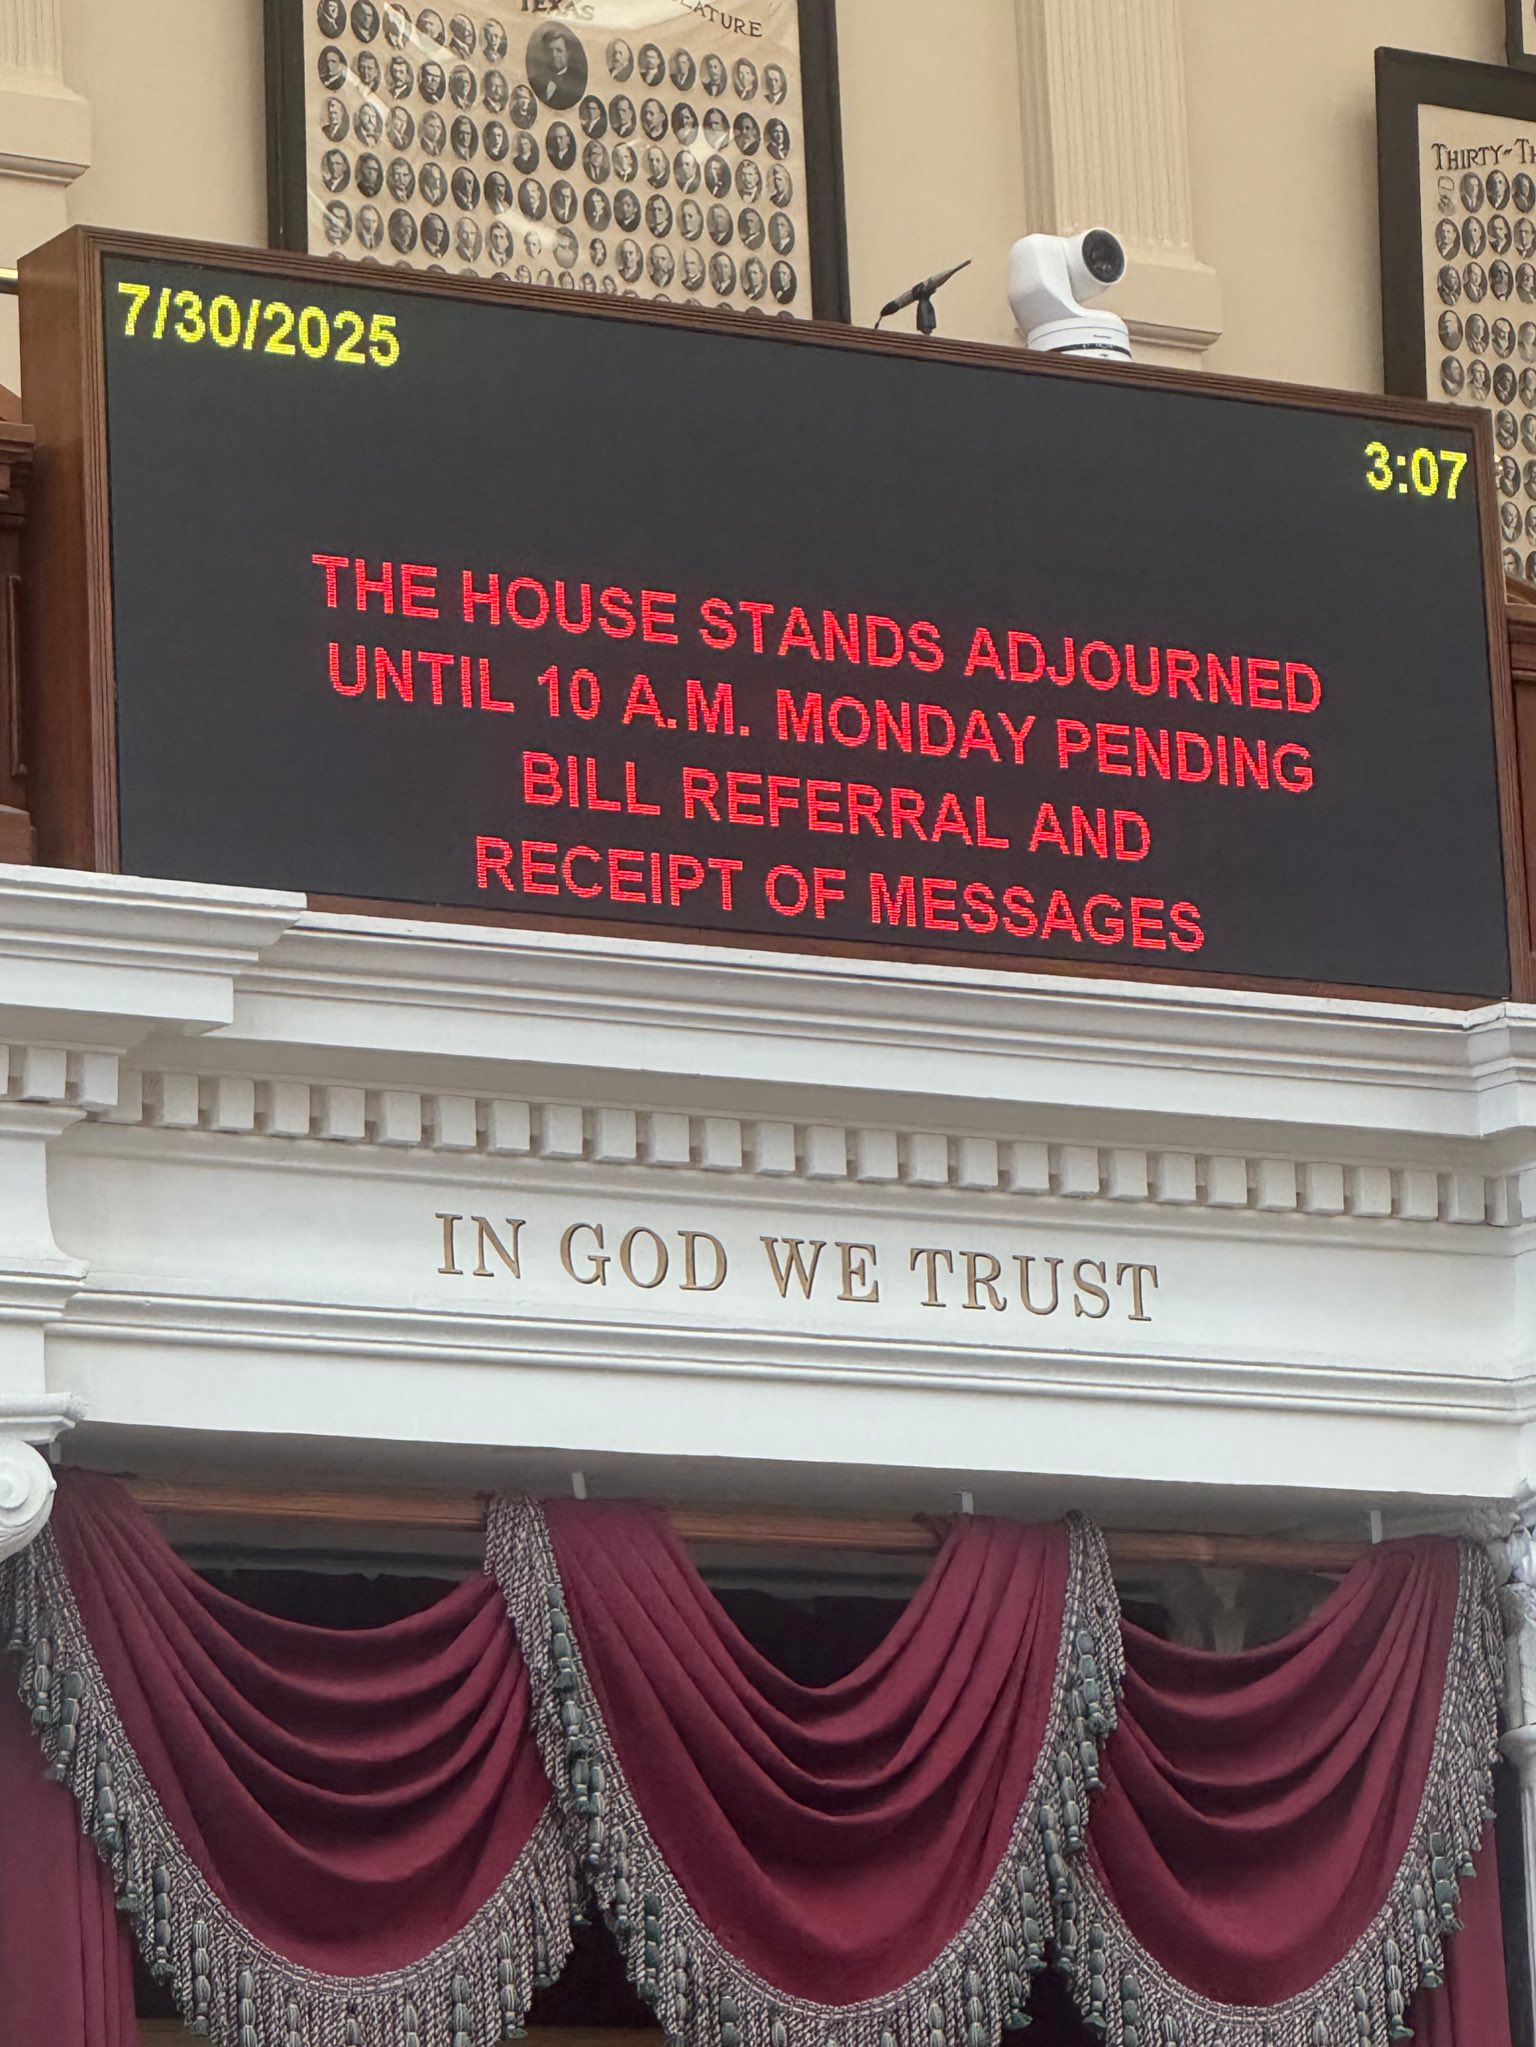 TEXAS
7/30/2025
3:07
THE HOUSE STANDS ADJOURNED
UNTIL 10 A.M. MONDAY PENDING
BILL REFERRAL AND
RECEIPT OF MESSAGES
IN GOD WE TRUST